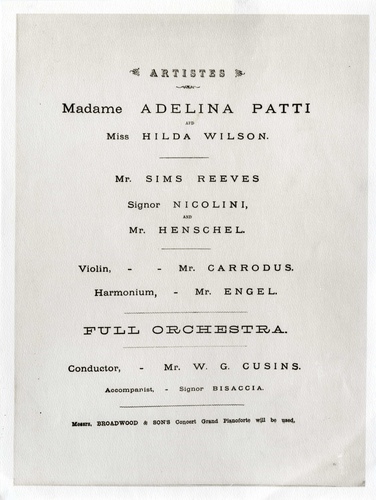 ARTISTES
Madame ADELINA PATTI
AND
Miss HILDA WILSON.
Mr. SIMS REEVES
Signor NICOLINI,
AND
Mr. HENSCHEL.
Violin, - - Mr. CARRODUS.
Harmonium, - Mr. ENGEL.
FULL ORCHESTRA.
Conductor, - Mr. W. G. CUSINS.
Accompanist, - Signor BISACCIA.
Messrs. BROADWOOD & SON'S Concert Grand Pianoforte will be used,